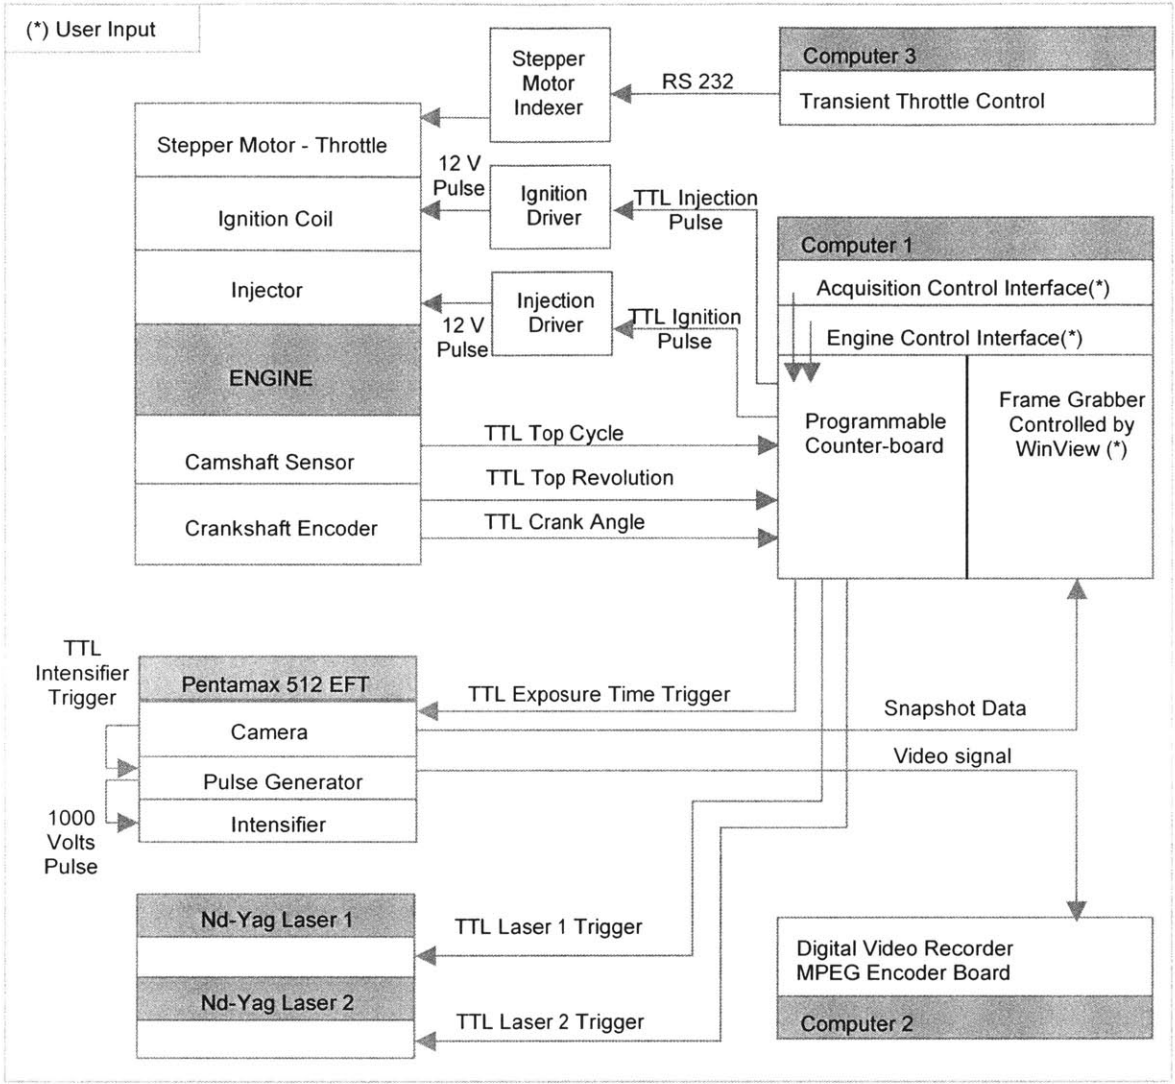 (*) User Input
Stepper
Motor
Indexer
RS 232
Computer 3
Transient Throttle Control
Stepper Motor - Throttle
12 V
Pulse
Ignition
Driver
TTL Injection
Pulse
Ignition Coil
Computer 1
Acquisition Control Interface(*)
Injector
Injection
Driver
12 V
Pulse
TTL Ignition
Pulse
Engine Control Interface(*)
ENGINE
Programmable
Counter-board
Frame Grabber
Controlled by
WinView (*)
Camshaft Sensor
TTL Top Cycle
TTL Top Revolution
Crankshaft Encoder
TTL Crank Angle
TTL
Intensifier
Trigger
Pentamax 512 EFT
TTL Exposure Time Trigger
Snapshot Data
Camera
Video signal
Pulse Generator
Intensifier
1000
Volts
Pulse
Nd-Yag Laser 1
TTL Laser 1 Trigger
Nd-Yag Laser 2
TTL Laser 2 Trigger
Digital Video Recorder
MPEG Encoder Board
Computer 2